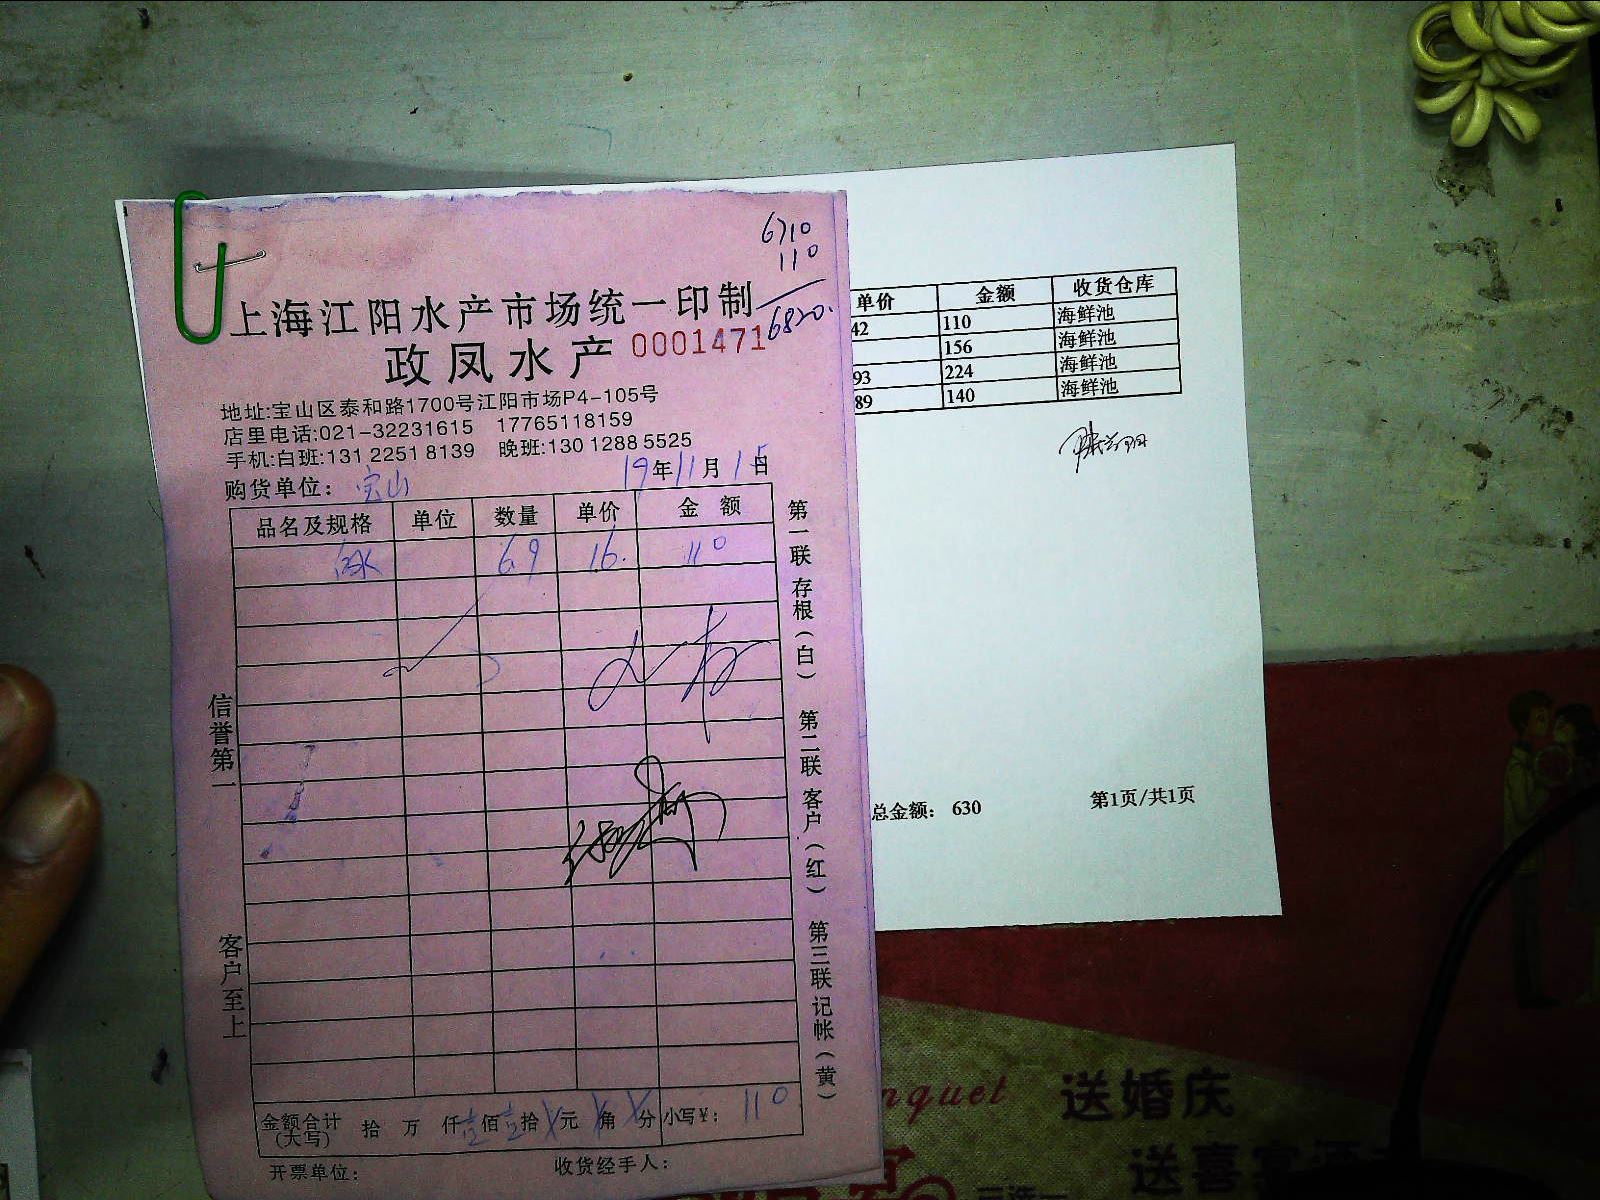 6710
110
6820.
上海江阳水产市场统一印制
政凤水产 0001471
地址:宝山区泰和路1700号江阳市场P4-105号
店里电话:021-32231615 17765118159
手机:白班:131 2251 8139 晚班:130 1288 5525
19年11月15日
购货单位: 宝山
品名及规格 单位 数量 单价 金额
6.9 16. 110
信誉第一
客户至上
第一联存根(白) 第二联客户(红) 第三联记帐(黄)
金额合计(大写) 拾 万 仟壹佰壹拾 元 角 分 小写¥: 110
开票单位: 收货经手人:
单价 金额 收货仓库
42 110 海鲜池
156 海鲜池
93 224 海鲜池
89 140 海鲜池
总金额: 630 第1页/共1页
nquet 送婚庆
送喜